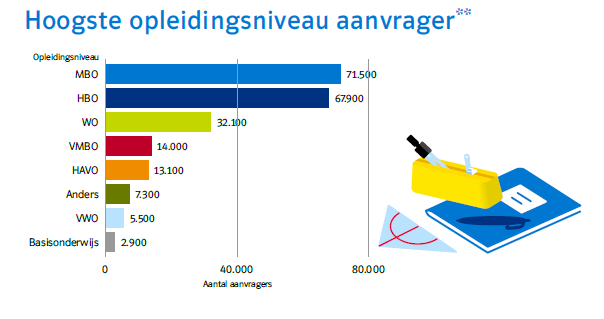 Hoogste opleidingsniveau aanvrager**
Opleidingsniveau
MBO 71.500
HBO 67.900
WO 32.100
VMBO 14.000
HAVO 13.100
Anders 7.300
VWO 5.500
Basisonderwijs 2.900
0 40.000 80.000
Aantal aanvragers